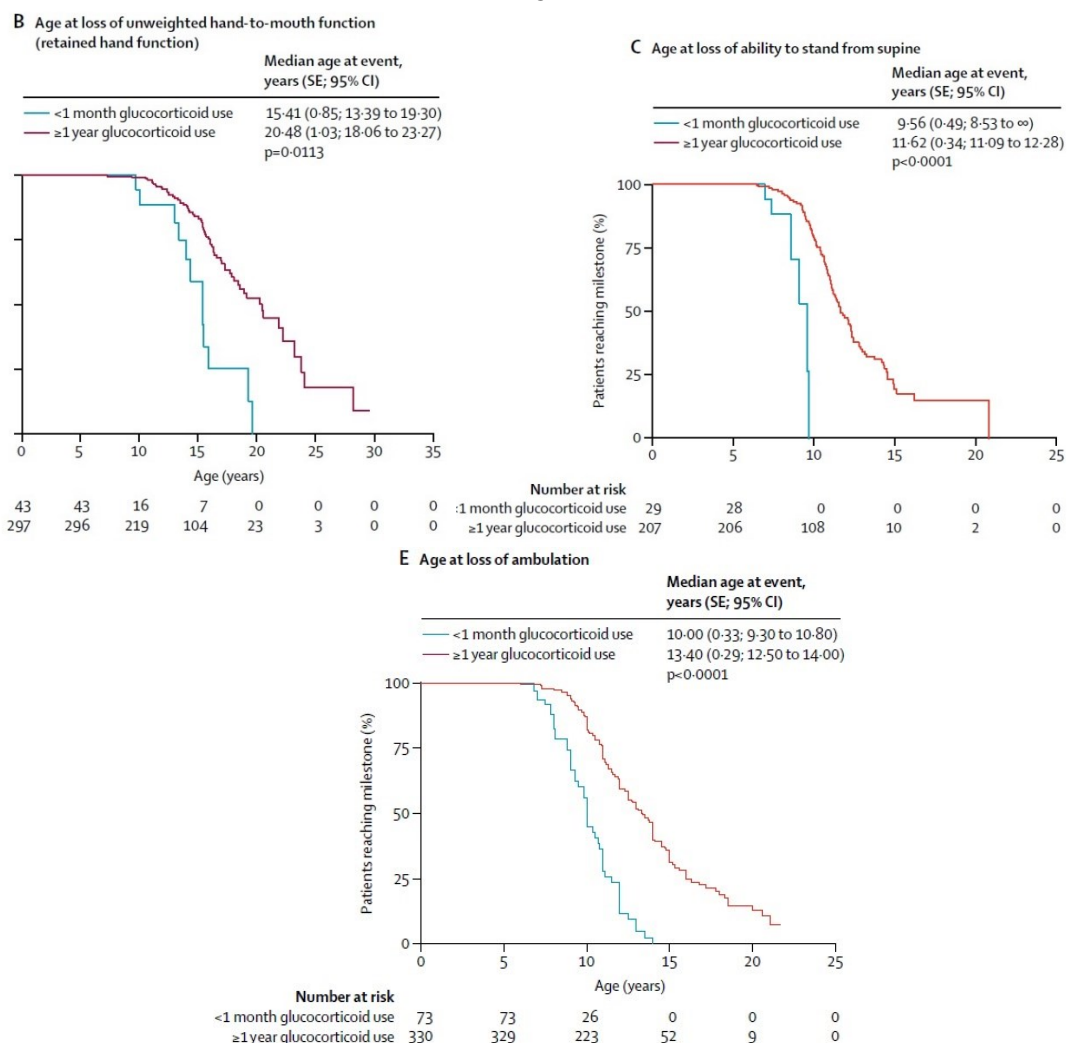 B Age at loss of unweighted hand-to-mouth function
(retained hand function)
Median age at event,
years (SE; 95% CI)
<1 month glucocorticoid use 15·41 (0·85; 13·39 to 19·30)
≥1 year glucocorticoid use 20·48 (1·03; 18·06 to 23·27)
p=0·0113
0 5 10 15 20 25 30 35
Age (years)
43 43 16 7 0 0 0 0
297 296 219 104 23 3 0 0
C Age at loss of ability to stand from supine
Median age at event,
years (SE; 95% CI)
<1 month glucocorticoid use 9·56 (0·49; 8·53 to ∞)
≥1 year glucocorticoid use 11·62 (0·34; 11·09 to 12·28)
p<0·0001
Patients reaching milestone (%)
100
75
50
25
0
0 5 10 15 20 25
Number at risk
:1 month glucocorticoid use 29 28 0 0 0 0
≥1 year glucocorticoid use 207 206 108 10 2 0
E Age at loss of ambulation
Median age at event,
years (SE; 95% CI)
<1 month glucocorticoid use 10·00 (0·33; 9·30 to 10·80)
≥1 year glucocorticoid use 13·40 (0·29; 12·50 to 14·00)
p<0·0001
Patients reaching milestone (%)
100
75
50
25
0
0 5 10 15 20 25
Age (years)
Number at risk
<1 month glucocorticoid use 73 73 26 0 0 0
≥1 year glucocorticoid use 330 329 223 52 9 0